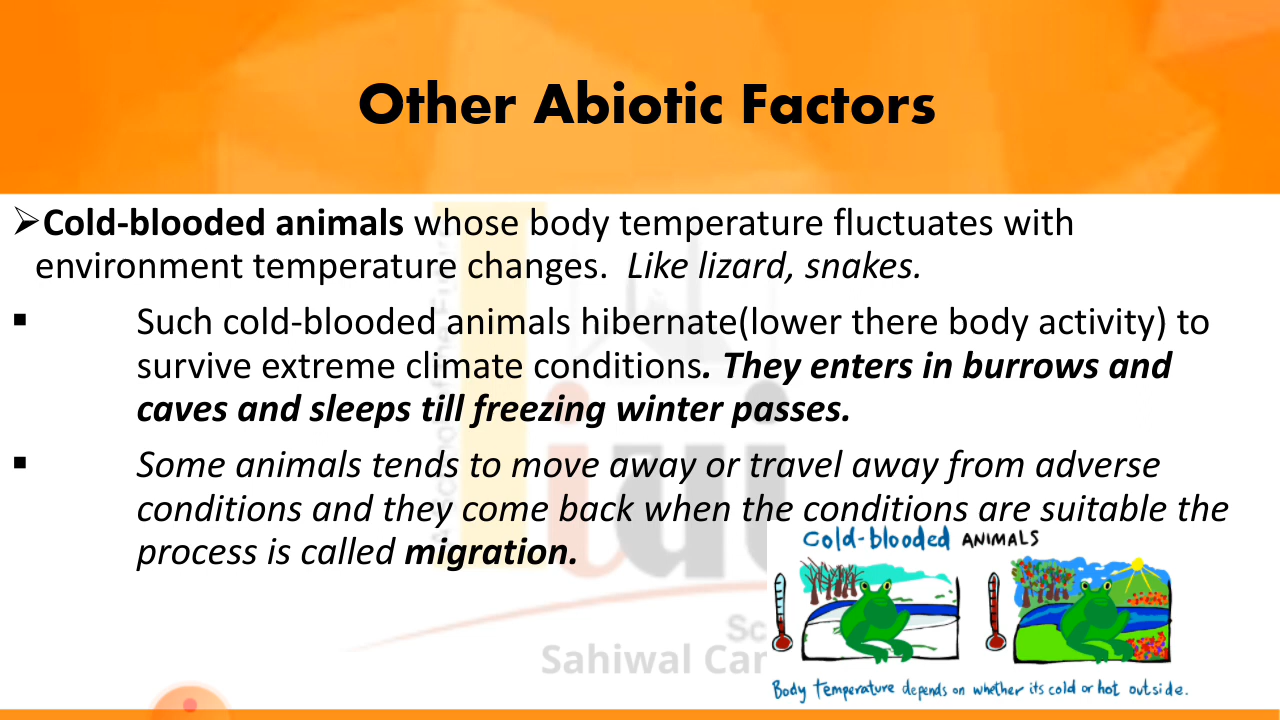 Other Abiotic Factors
➢Cold-blooded animals whose body temperature fluctuates with
environment temperature changes. Like lizard, snakes.
▪ Such cold-blooded animals hibernate(lower there body activity) to
survive extreme climate conditions. They enters in burrows and
caves and sleeps till freezing winter passes.
▪ Some animals tends to move away or travel away from adverse
conditions and they come back when the conditions are suitable the
process is called migration.
Cold-blooded ANIMALS
Sahiwal
Body temperature depends on whether its cold or hot outside.